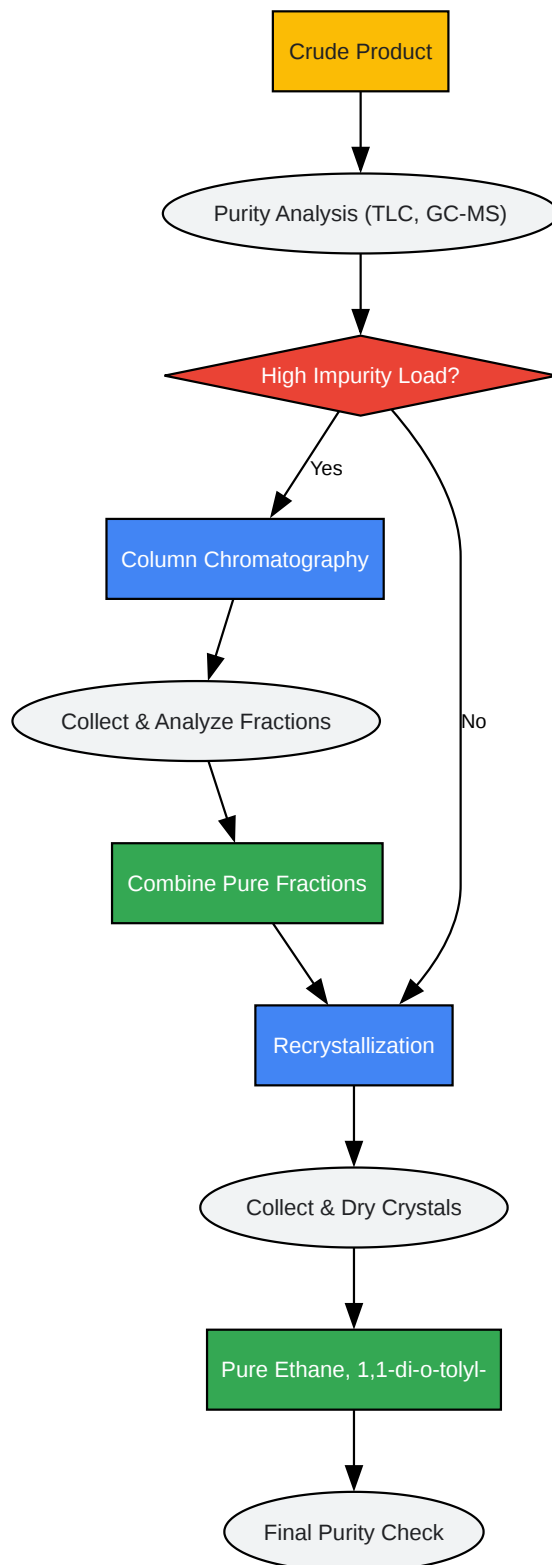 Crude Product
Purity Analysis (TLC, GC-MS)
High Impurity Load?
Yes
Column Chromatography
Collect & Analyze Fractions
No
Combine Pure Fractions
Recrystallization
Collect & Dry Crystals
Pure Ethane, 1,1-di-o-tolyl-
Final Purity Check